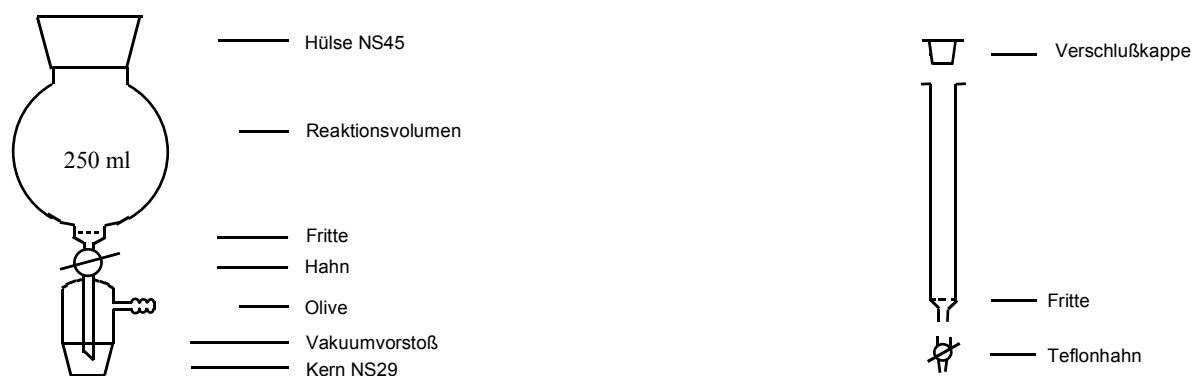 Hülse NS45
Reaktionsvolumen
250 ml
Fritte
Hahn
Olive
Vakuumvorstoß
Kern NS29
Verschlußkappe
Fritte
Teflonhahn